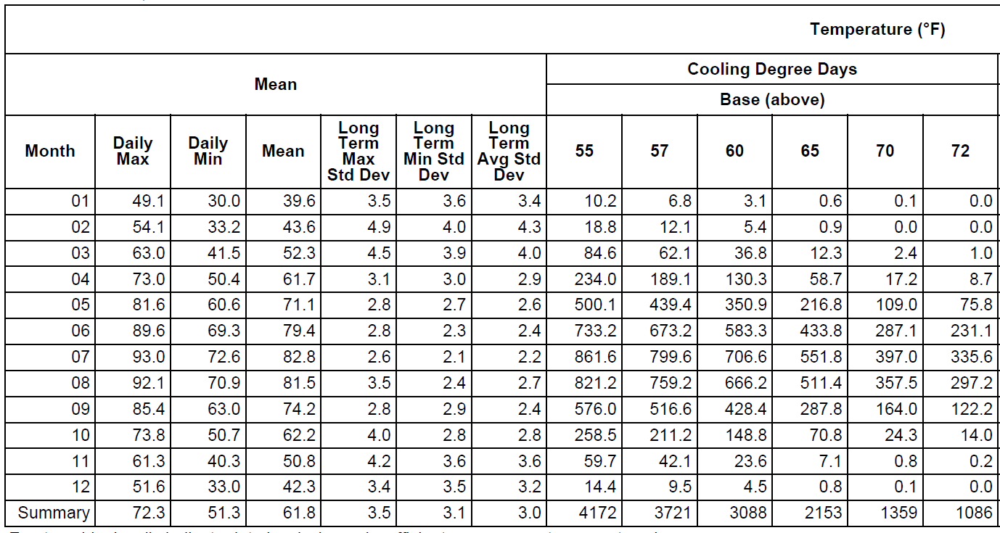 Temperature (°F)
Mean
Cooling Degree Days
Base (above)
Month Daily Max Daily Min Mean Long Term Max Std Dev Long Term Min Std Dev Long Term Avg Std Dev 55 57 60 65 70 72
01 49.1 30.0 39.6 3.5 3.6 3.4 10.2 6.8 3.1 0.6 0.1 0.0
02 54.1 33.2 43.6 4.9 4.0 4.3 18.8 12.1 5.4 0.9 0.0 0.0
03 63.0 41.5 52.3 4.5 3.9 4.0 84.6 62.1 36.8 12.3 2.4 1.0
04 73.0 50.4 61.7 3.1 3.0 2.9 234.0 189.1 130.3 58.7 17.2 8.7
05 81.6 60.6 71.1 2.8 2.7 2.6 500.1 439.4 350.9 216.8 109.0 75.8
06 89.6 69.3 79.4 2.8 2.3 2.4 733.2 673.2 583.3 433.8 287.1 231.1
07 93.0 72.6 82.8 2.6 2.1 2.2 861.6 799.6 706.6 551.8 397.0 335.6
08 92.1 70.9 81.5 3.5 2.4 2.7 821.2 759.2 666.2 511.4 357.5 297.2
09 85.4 63.0 74.2 2.8 2.9 2.4 576.0 516.6 428.4 287.8 164.0 122.2
10 73.8 50.7 62.2 4.0 2.8 2.8 258.5 211.2 148.8 70.8 24.3 14.0
11 61.3 40.3 50.8 4.2 3.6 3.6 59.7 42.1 23.6 7.1 0.8 0.2
12 51.6 33.0 42.3 3.4 3.5 3.2 14.4 9.5 4.5 0.8 0.1 0.0
Summary 72.3 51.3 61.8 3.5 3.1 3.0 4172 3721 3088 2153 1359 1086